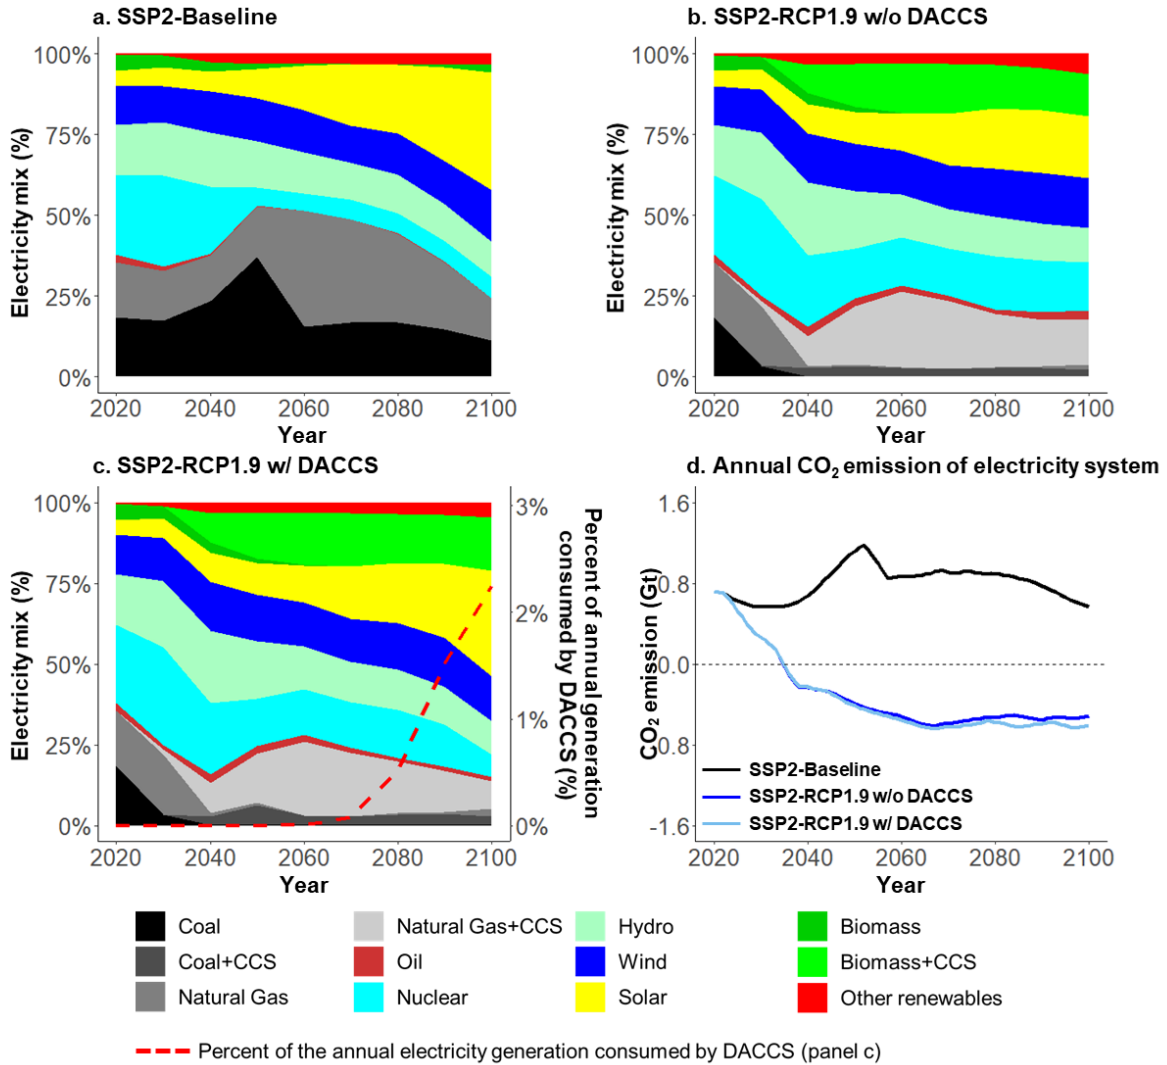 a. SSP2-Baseline
b. SSP2-RCP1.9 w/o DACCS
100%
75%
50%
25%
0%
Electricity mix (%)
2020 2040 2060 2080 2100
Year
100%
75%
50%
25%
0%
Electricity mix (%)
2020 2040 2060 2080 2100
Year
c. SSP2-RCP1.9 w/ DACCS
d. Annual CO2 emission of electricity system
100%
75%
50%
25%
0%
Electricity mix (%)
3%
2%
1%
0%
Percent of annual generation
consumed by DACCS (%)
2020 2040 2060 2080 2100
Year
1.6
0.8
0.0
-0.8
-1.6
CO2 emission (Gt)
SSP2-Baseline
SSP2-RCP1.9 w/o DACCS
SSP2-RCP1.9 w/ DACCS
2020 2040 2060 2080 2100
Year
Coal Natural Gas+CCS Hydro Biomass
Coal+CCS Oil Wind Biomass+CCS
Natural Gas Nuclear Solar Other renewables
Percent of the annual electricity generation consumed by DACCS (panel c)